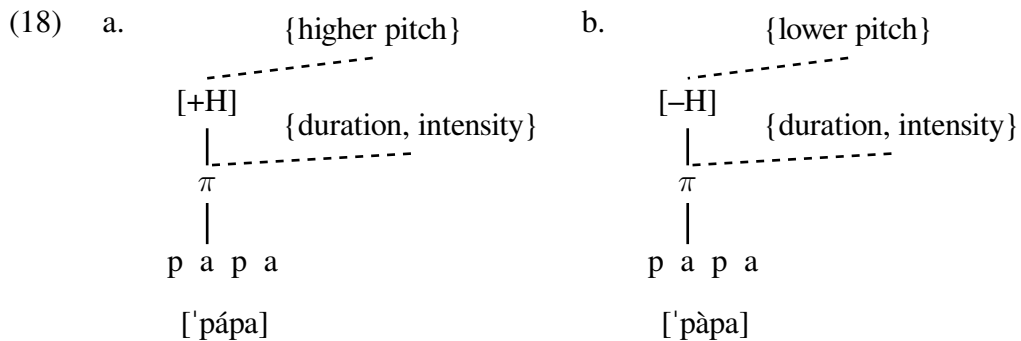 (18) a. {higher pitch} b. {lower pitch}
[+H] [–H]
{duration, intensity} {duration, intensity}
π π
p a p a p a p a
[ˈpápa] [ˈpàpa]